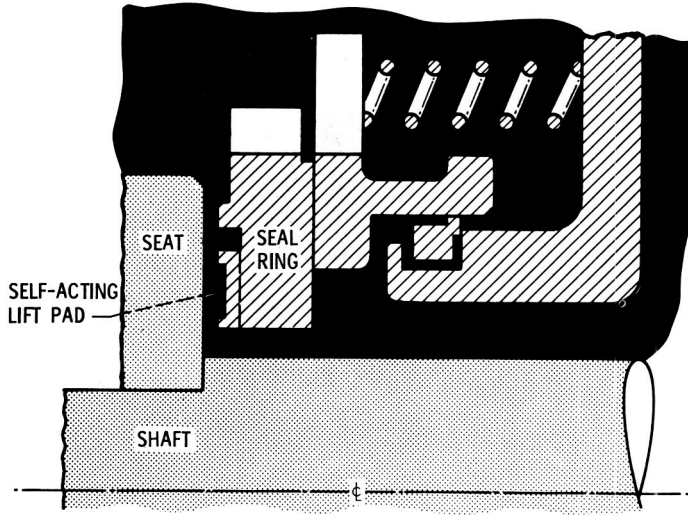 SEAT
SEAL
RING
SELF-ACTING
LIFT PAD
SHAFT
℄